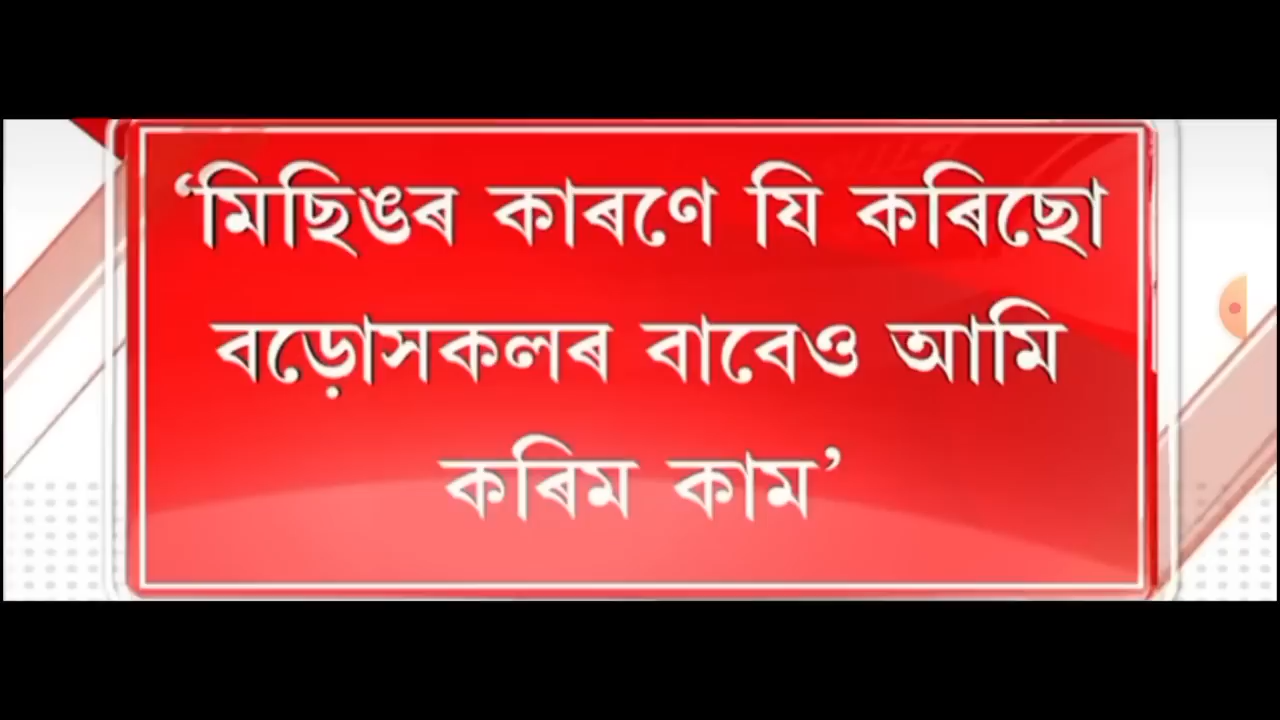 ‘মিছিঙৰ কাৰণে যি কৰিছো
বড়োসকলৰ বাবেও আমি
কৰিম কাম’